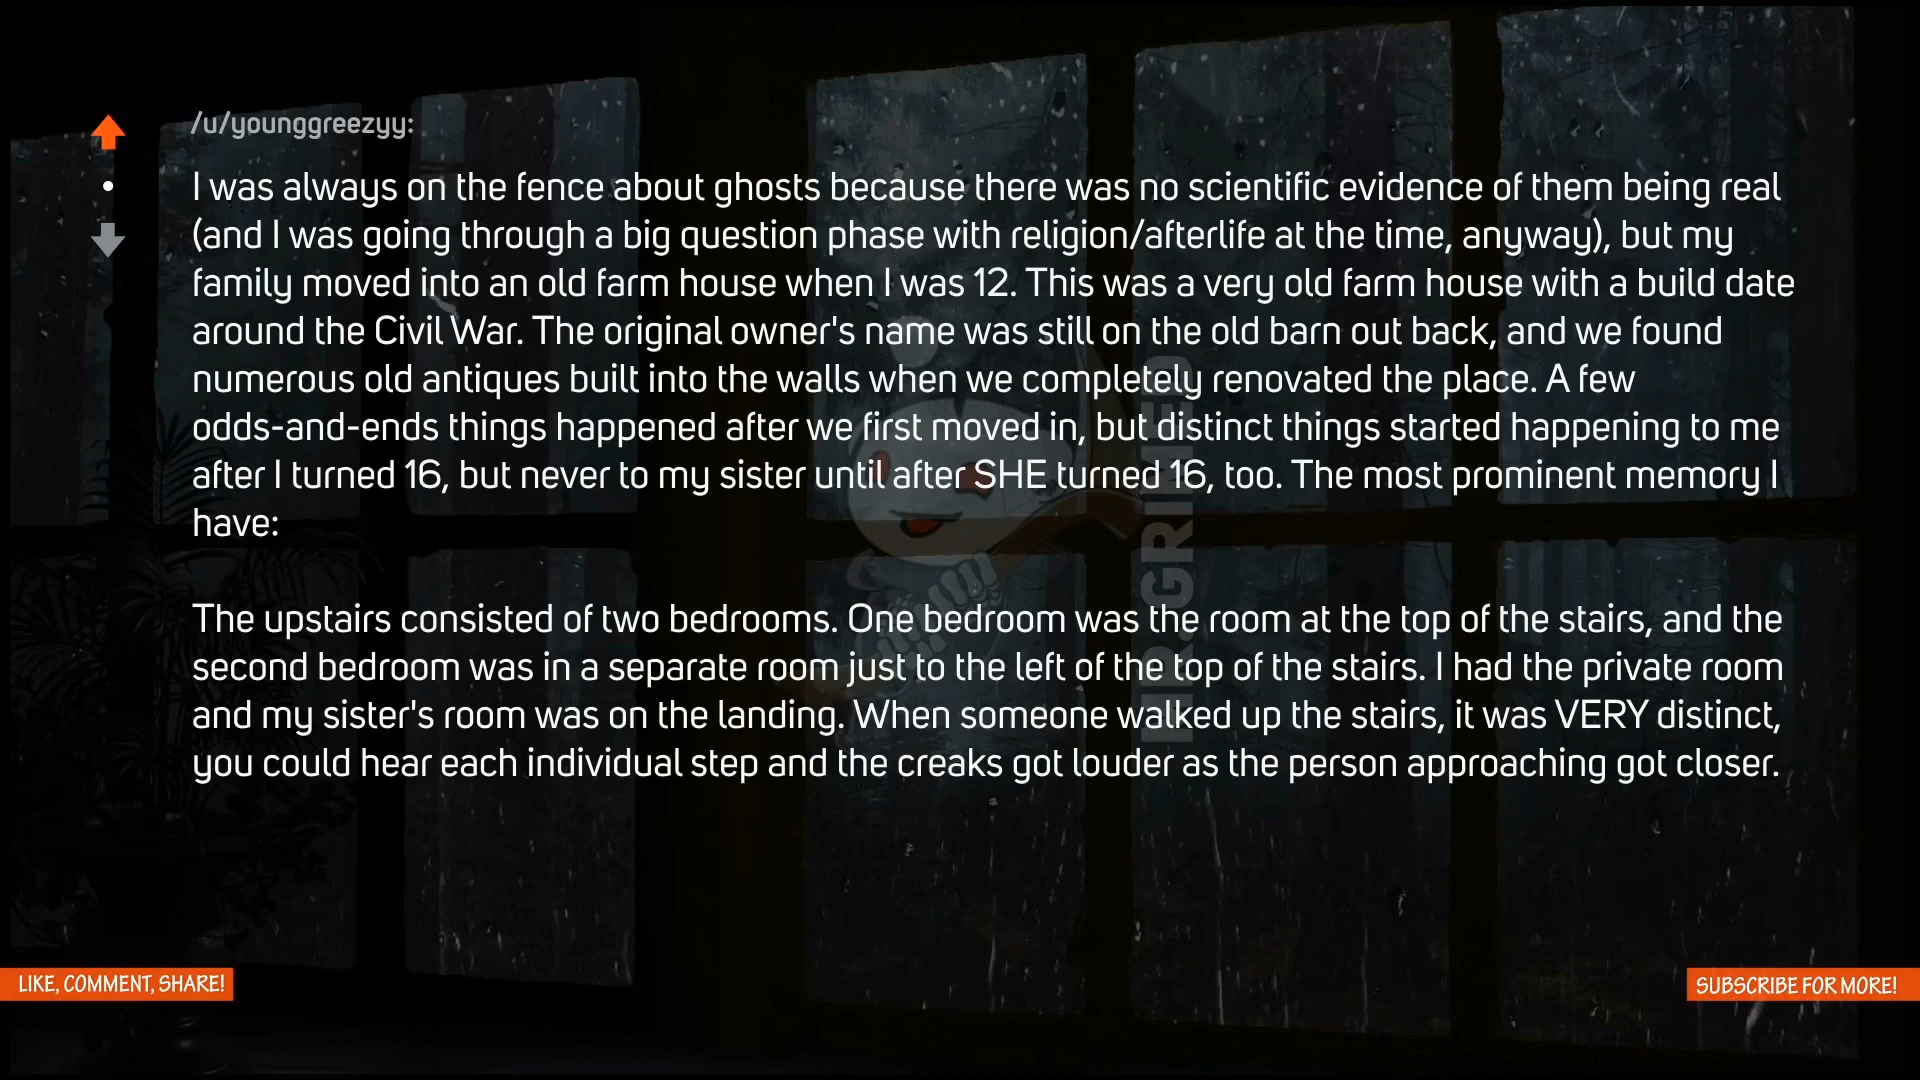 /u/younggreezyy:
I was always on the fence about ghosts because there was no scientific evidence of them being real
(and I was going through a big question phase with religion/afterlife at the time, anyway), but my
family moved into an old farm house when I was 12. This was a very old farm house with a build date
around the Civil War. The original owner's name was still on the old barn out back, and we found
numerous old antiques built into the walls when we completely renovated the place. A few
odds-and-ends things happened after we first moved in, but distinct things started happening to me
after I turned 16, but never to my sister until after SHE turned 16, too. The most prominent memory I
have:
The upstairs consisted of two bedrooms. One bedroom was the room at the top of the stairs, and the
second bedroom was in a separate room just to the left of the top of the stairs. I had the private room
and my sister's room was on the landing. When someone walked up the stairs, it was VERY distinct,
you could hear each individual step and the creaks got louder as the person approaching got closer.
LIKE, COMMENT, SHARE!
SUBSCRIBE FOR MORE!